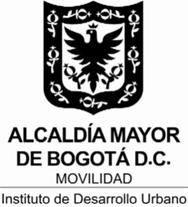 ALCALDÍA MAYOR
DE BOGOTÁ D.C.
MOVILIDAD
Instituto de Desarrollo Urbano